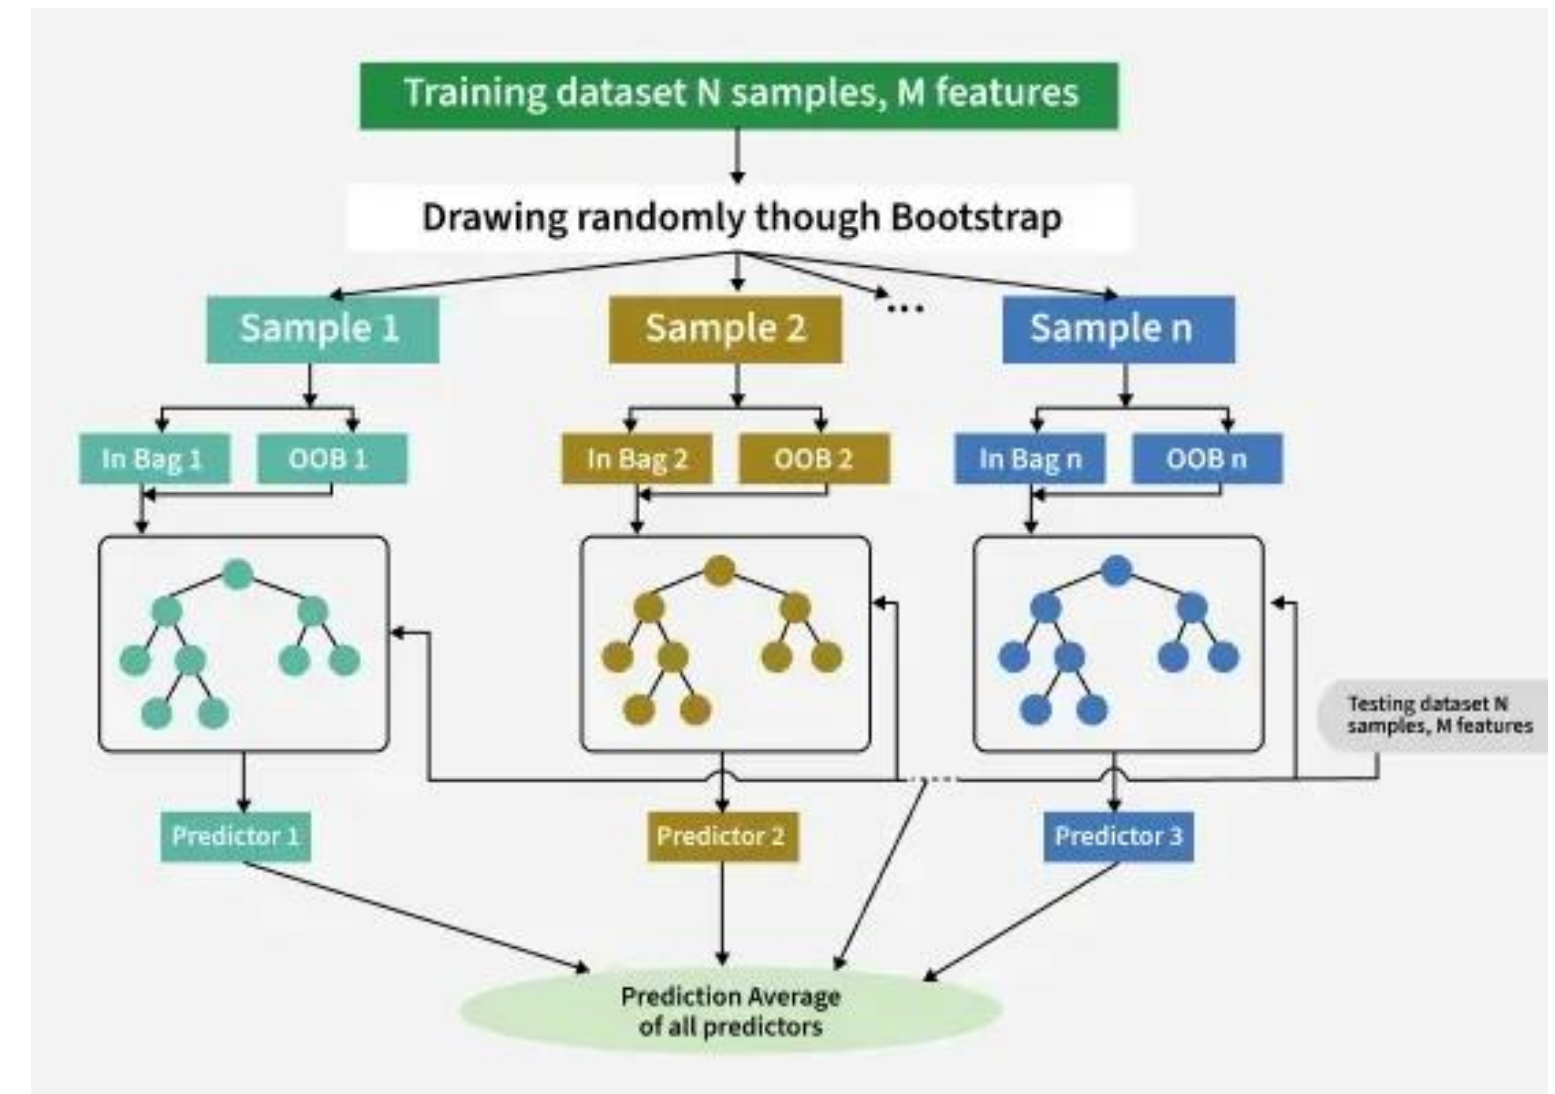 Training dataset N samples, M features
Drawing randomly though Bootstrap
Sample 1
Sample 2
...
Sample n
In Bag 1
OOB 1
In Bag 2
OOB 2
In Bag n
OOB n
Testing dataset N
samples, M features
Predictor 1
Predictor 2
Predictor 3
Prediction Average
of all predictors